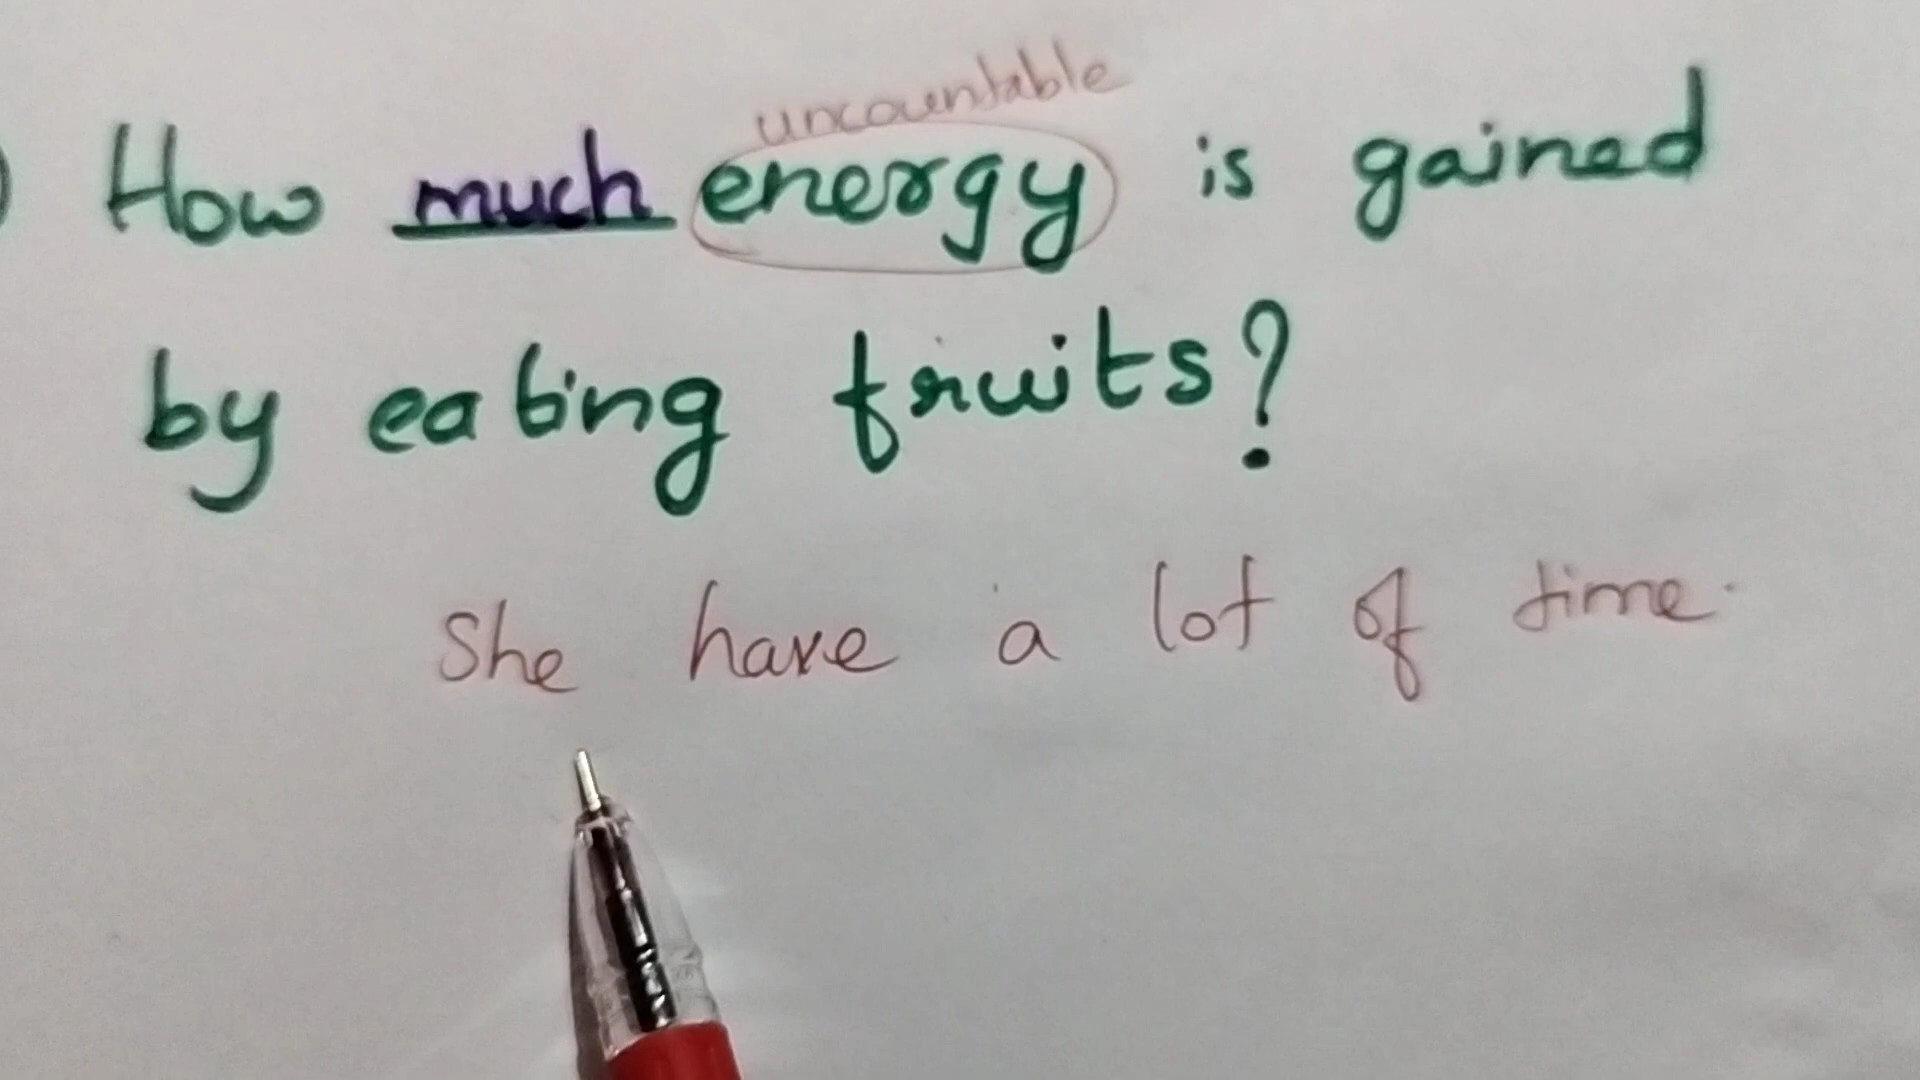 uncountable
) How much energy is gained
by eating fruits?
She have a lot of time.